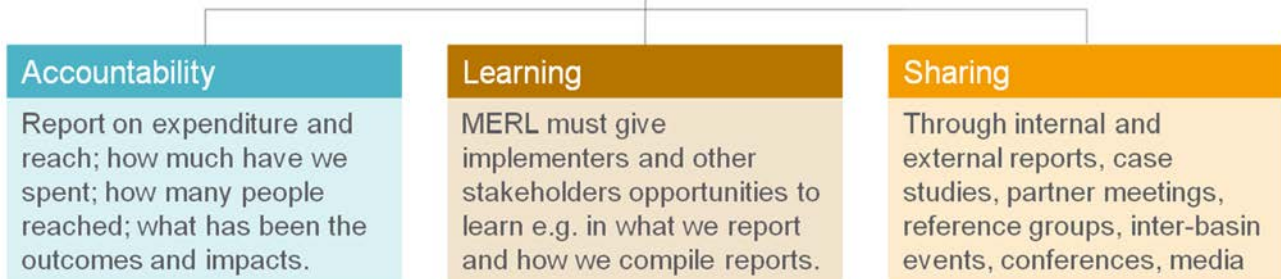 Accountability
Report on expenditure and
reach; how much have we
spent; how many people
reached; what has been the
outcomes and impacts.
Learning
MERL must give
implementers and other
stakeholders opportunities to
learn e.g. in what we report
and how we compile reports.
Sharing
Through internal and
external reports, case
studies, partner meetings,
reference groups, inter-basin
events, conferences, media